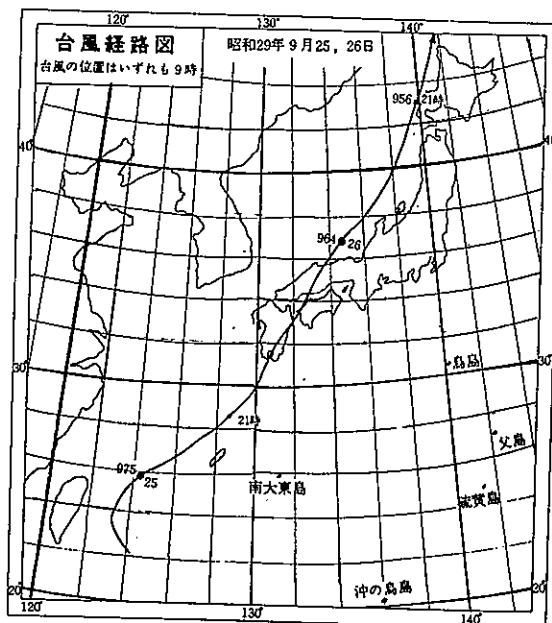 120° 130° 140°
台風経路図
台風の位置はいずれも9時
昭和29年9月25, 26日
956 21時
40° 40
964 26
30° 鳥島 30°
21時
父島
975
25
南大東島
硫黄島
沖の鳥島
20° 20
120° 130° 140°